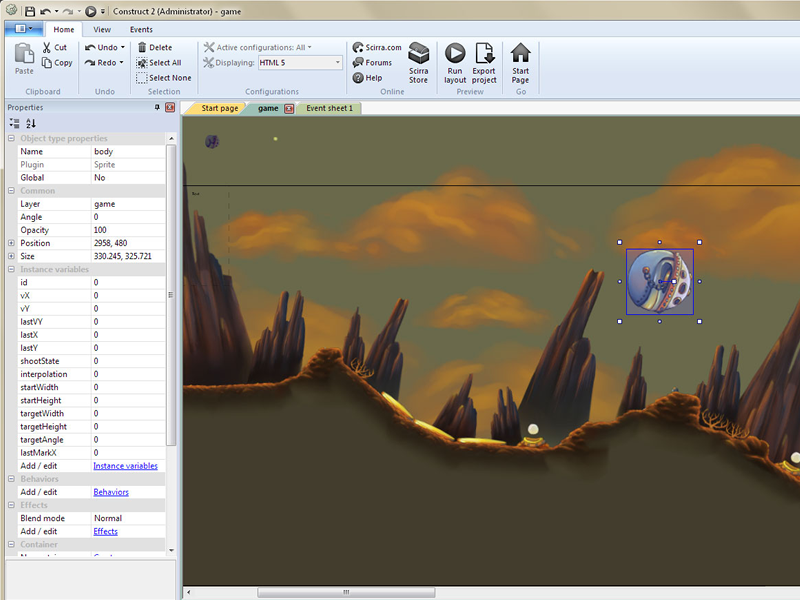 Construct 2 (Administrator) - game
Home View Events
Paste
Cut
Copy
Clipboard
Undo
Redo
Undo
Delete
Select All
Select None
Selection
Active configurations: All
Displaying: HTML 5
Configurations
Scirra.com
Forums
Help
Scirra Store
Online
Run layout
Export project
Preview
Start Page
Go
Properties
Start page game Event sheet 1
Object type properties
Name body
Plugin Sprite
Global No
Common
Layer game
Angle 0
Opacity 100
Position 2958, 480
Size 330.245, 325.721
Instance variables
id 0
vX 0
vY 0
lastVY 0
lastX 0
lastY 0
shootState 0
interpolation 0
startWidth 0
startHeight 0
targetWidth 0
targetHeight 0
targetAngle 0
lastMarkX 0
Add / edit Instance variables
Behaviors
Add / edit Behaviors
Effects
Blend mode Normal
Add / edit Effects
Container